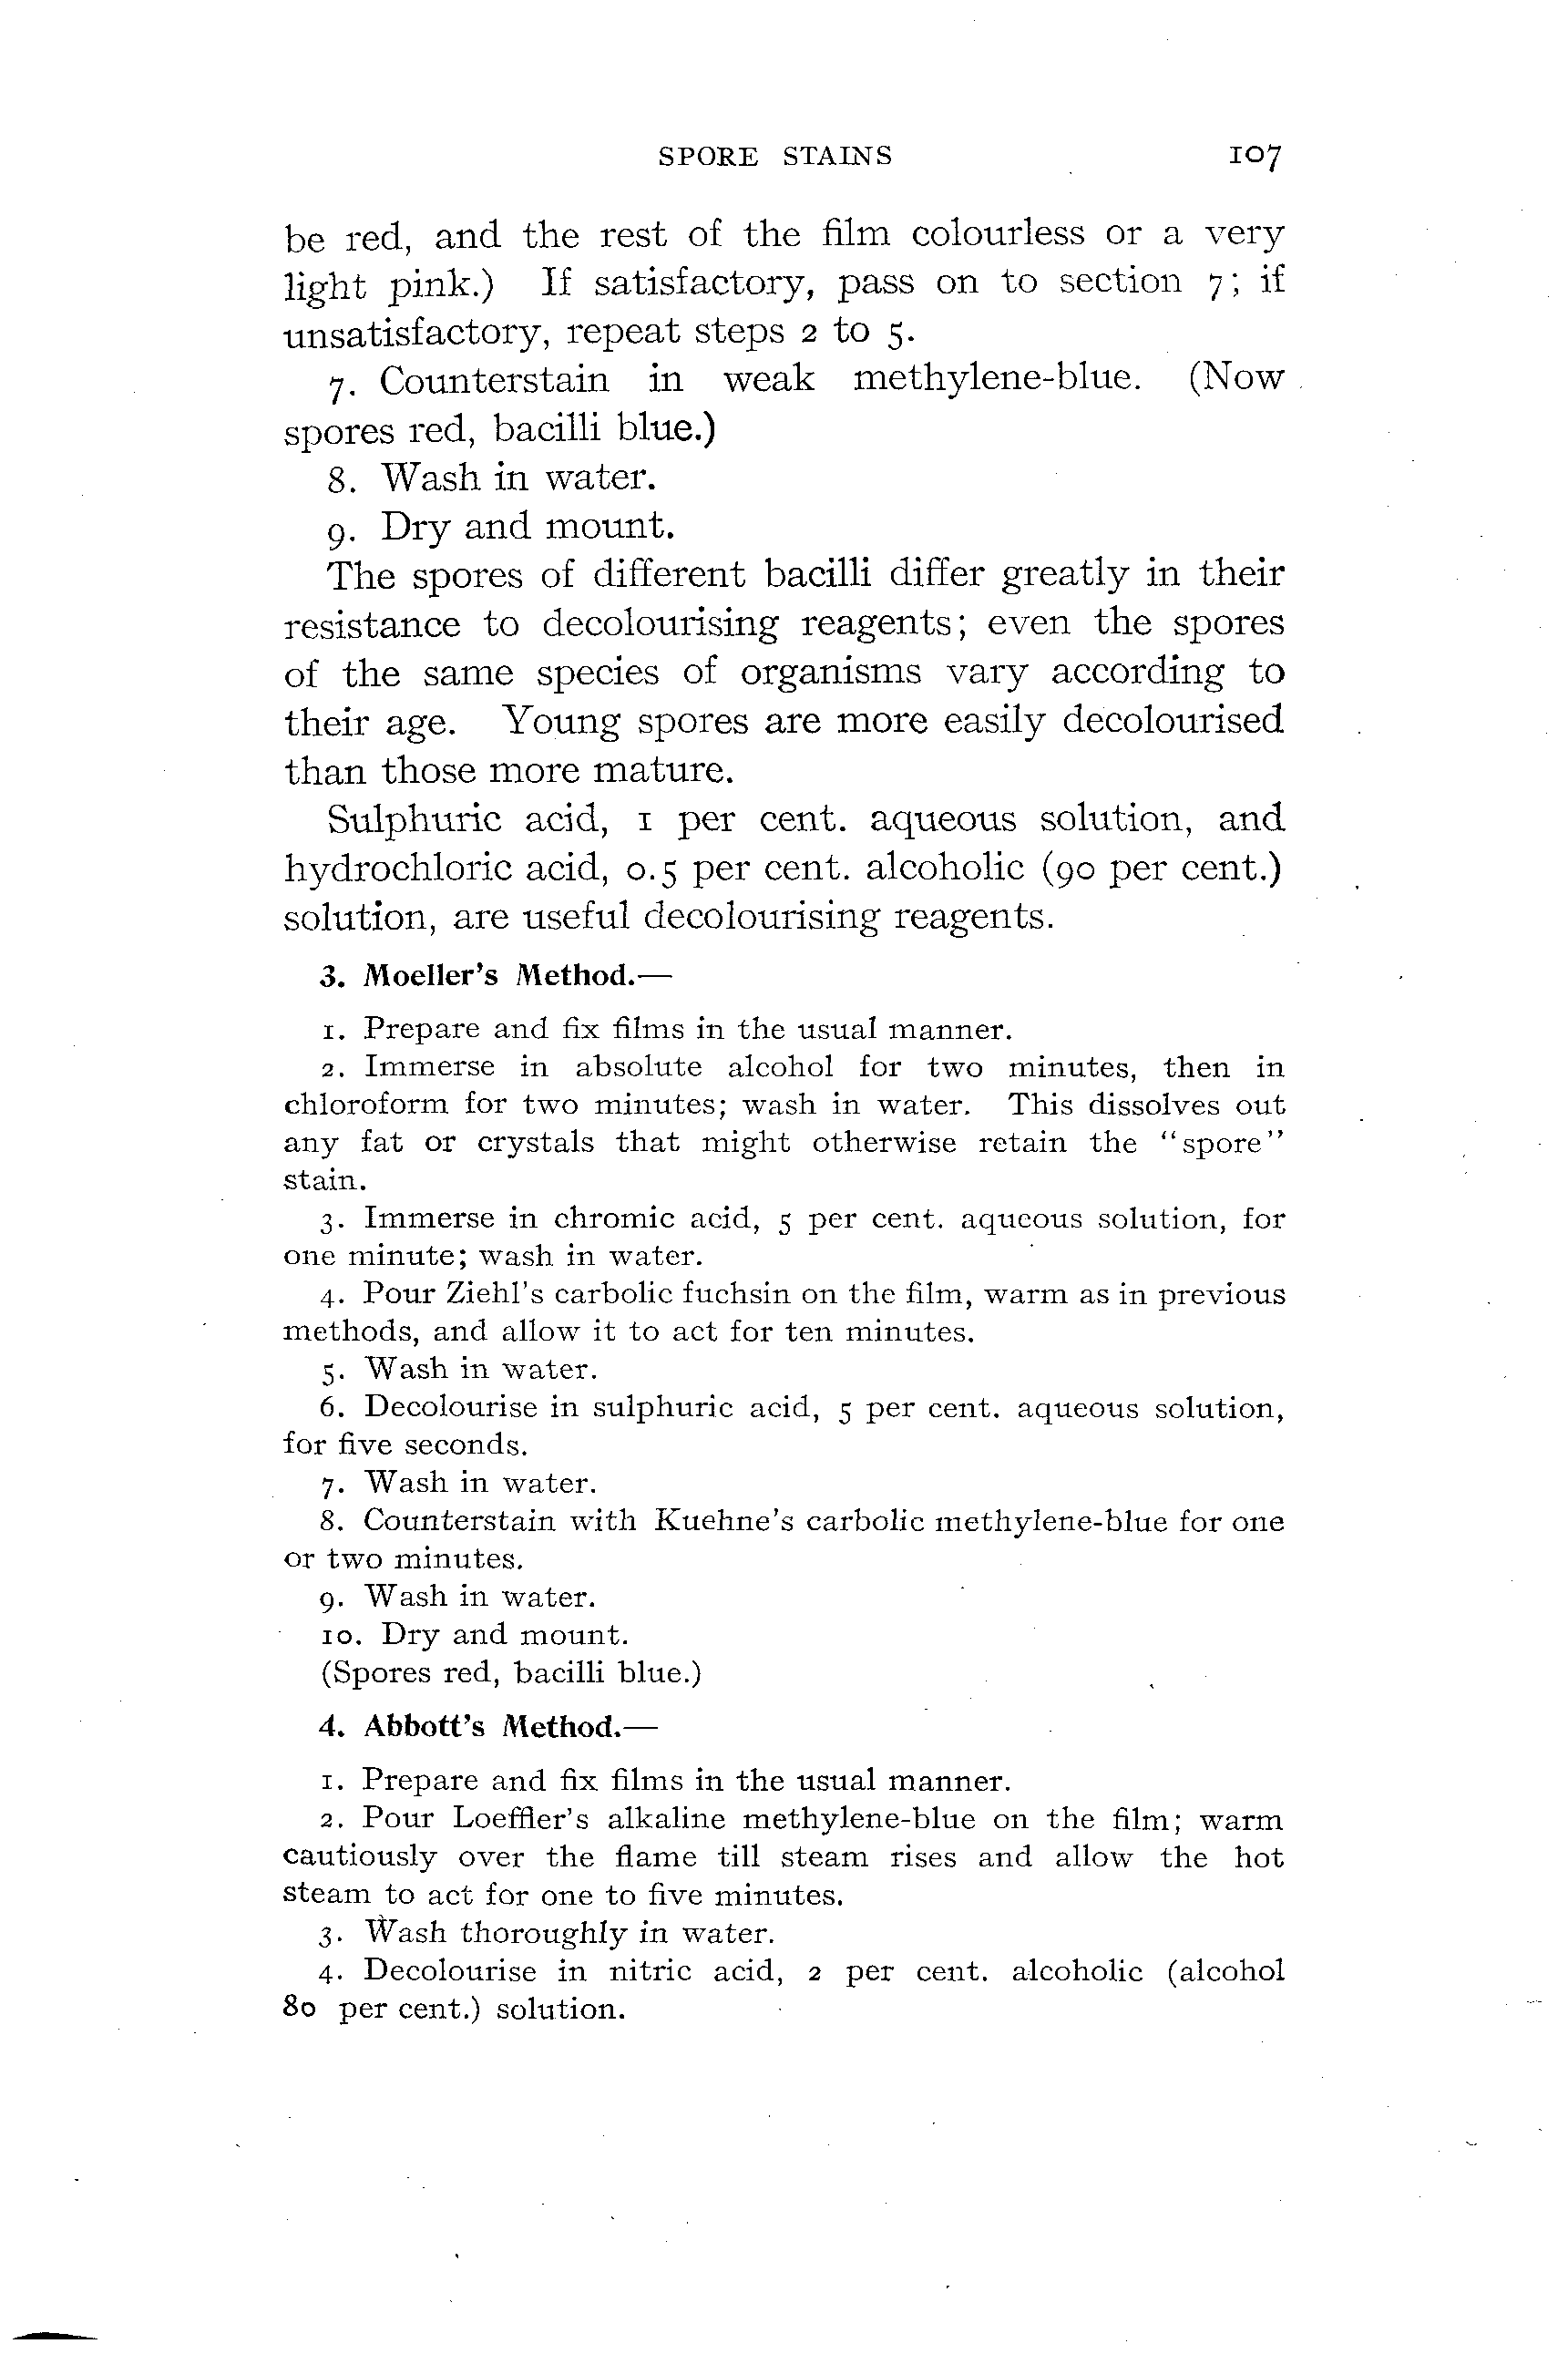 SPORE STAINS 107
be red, and the rest of the film colourless or a very
light pink.) If satisfactory, pass on to section 7; if
unsatisfactory, repeat steps 2 to 5.
7. Counterstain in weak methylene-blue. (Now
spores red, bacilli blue.)
8. Wash in water.
9. Dry and mount.
The spores of different bacilli differ greatly in their
resistance to decolourising reagents; even the spores
of the same species of organisms vary according to
their age. Young spores are more easily decolourised
than those more mature.
Sulphuric acid, 1 per cent. aqueous solution, and
hydrochloric acid, 0.5 per cent. alcoholic (90 per cent.)
solution, are useful decolourising reagents.
3. Moeller's Method.—
1. Prepare and fix films in the usual manner.
2. Immerse in absolute alcohol for two minutes, then in
chloroform for two minutes; wash in water. This dissolves out
any fat or crystals that might otherwise retain the "spore"
stain.
3. Immerse in chromic acid, 5 per cent. aqueous solution, for
one minute; wash in water.
4. Pour Ziehl's carbolic fuchsin on the film, warm as in previous
methods, and allow it to act for ten minutes.
5. Wash in water.
6. Decolourise in sulphuric acid, 5 per cent. aqueous solution,
for five seconds.
7. Wash in water.
8. Counterstain with Kuehne's carbolic methylene-blue for one
or two minutes.
9. Wash in water.
10. Dry and mount.
(Spores red, bacilli blue.)
4. Abbott's Method.—
1. Prepare and fix films in the usual manner.
2. Pour Loeffler's alkaline methylene-blue on the film; warm
cautiously over the flame till steam rises and allow the hot
steam to act for one to five minutes.
3. Wash thoroughly in water.
4. Decolourise in nitric acid, 2 per cent. alcoholic (alcohol
80 per cent.) solution.